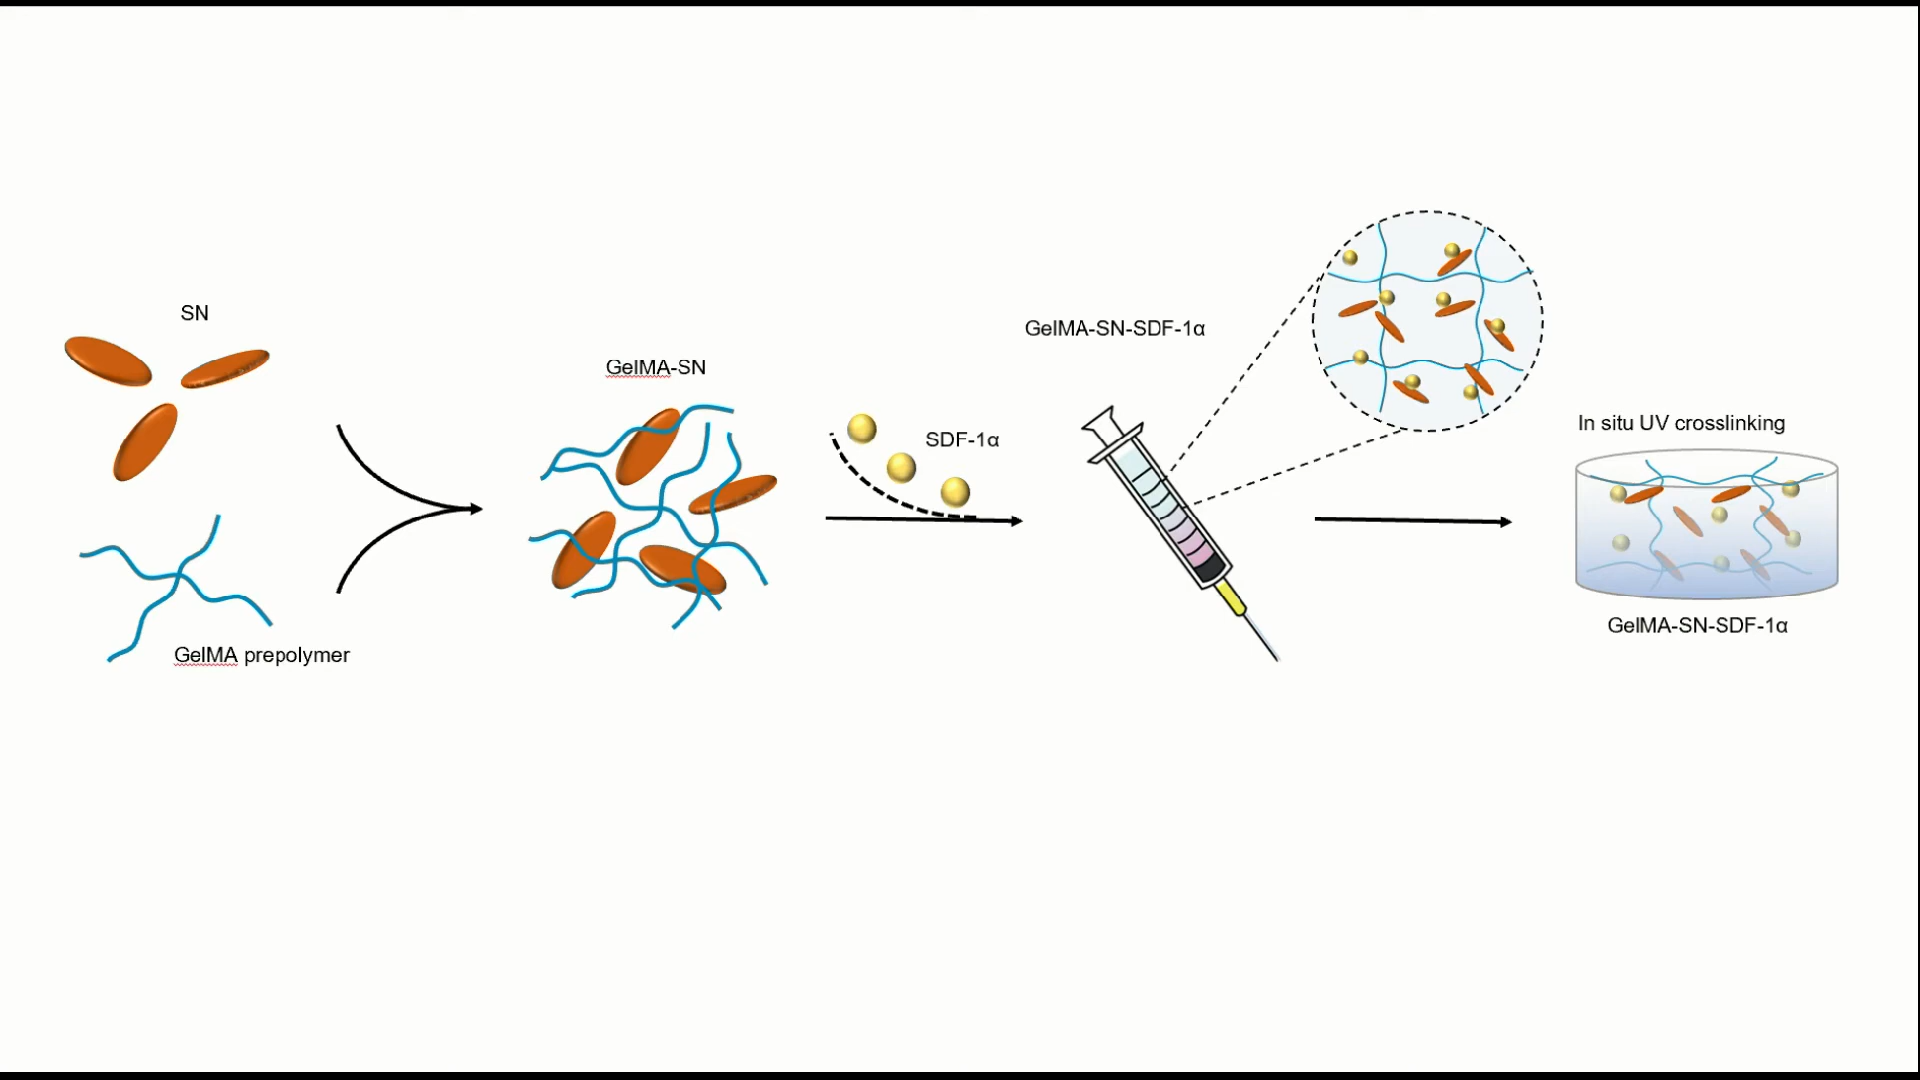 SN
GelMA prepolymer
GelMA-SN
SDF-1α
GelMA-SN-SDF-1α
In situ UV crosslinking
GelMA-SN-SDF-1α